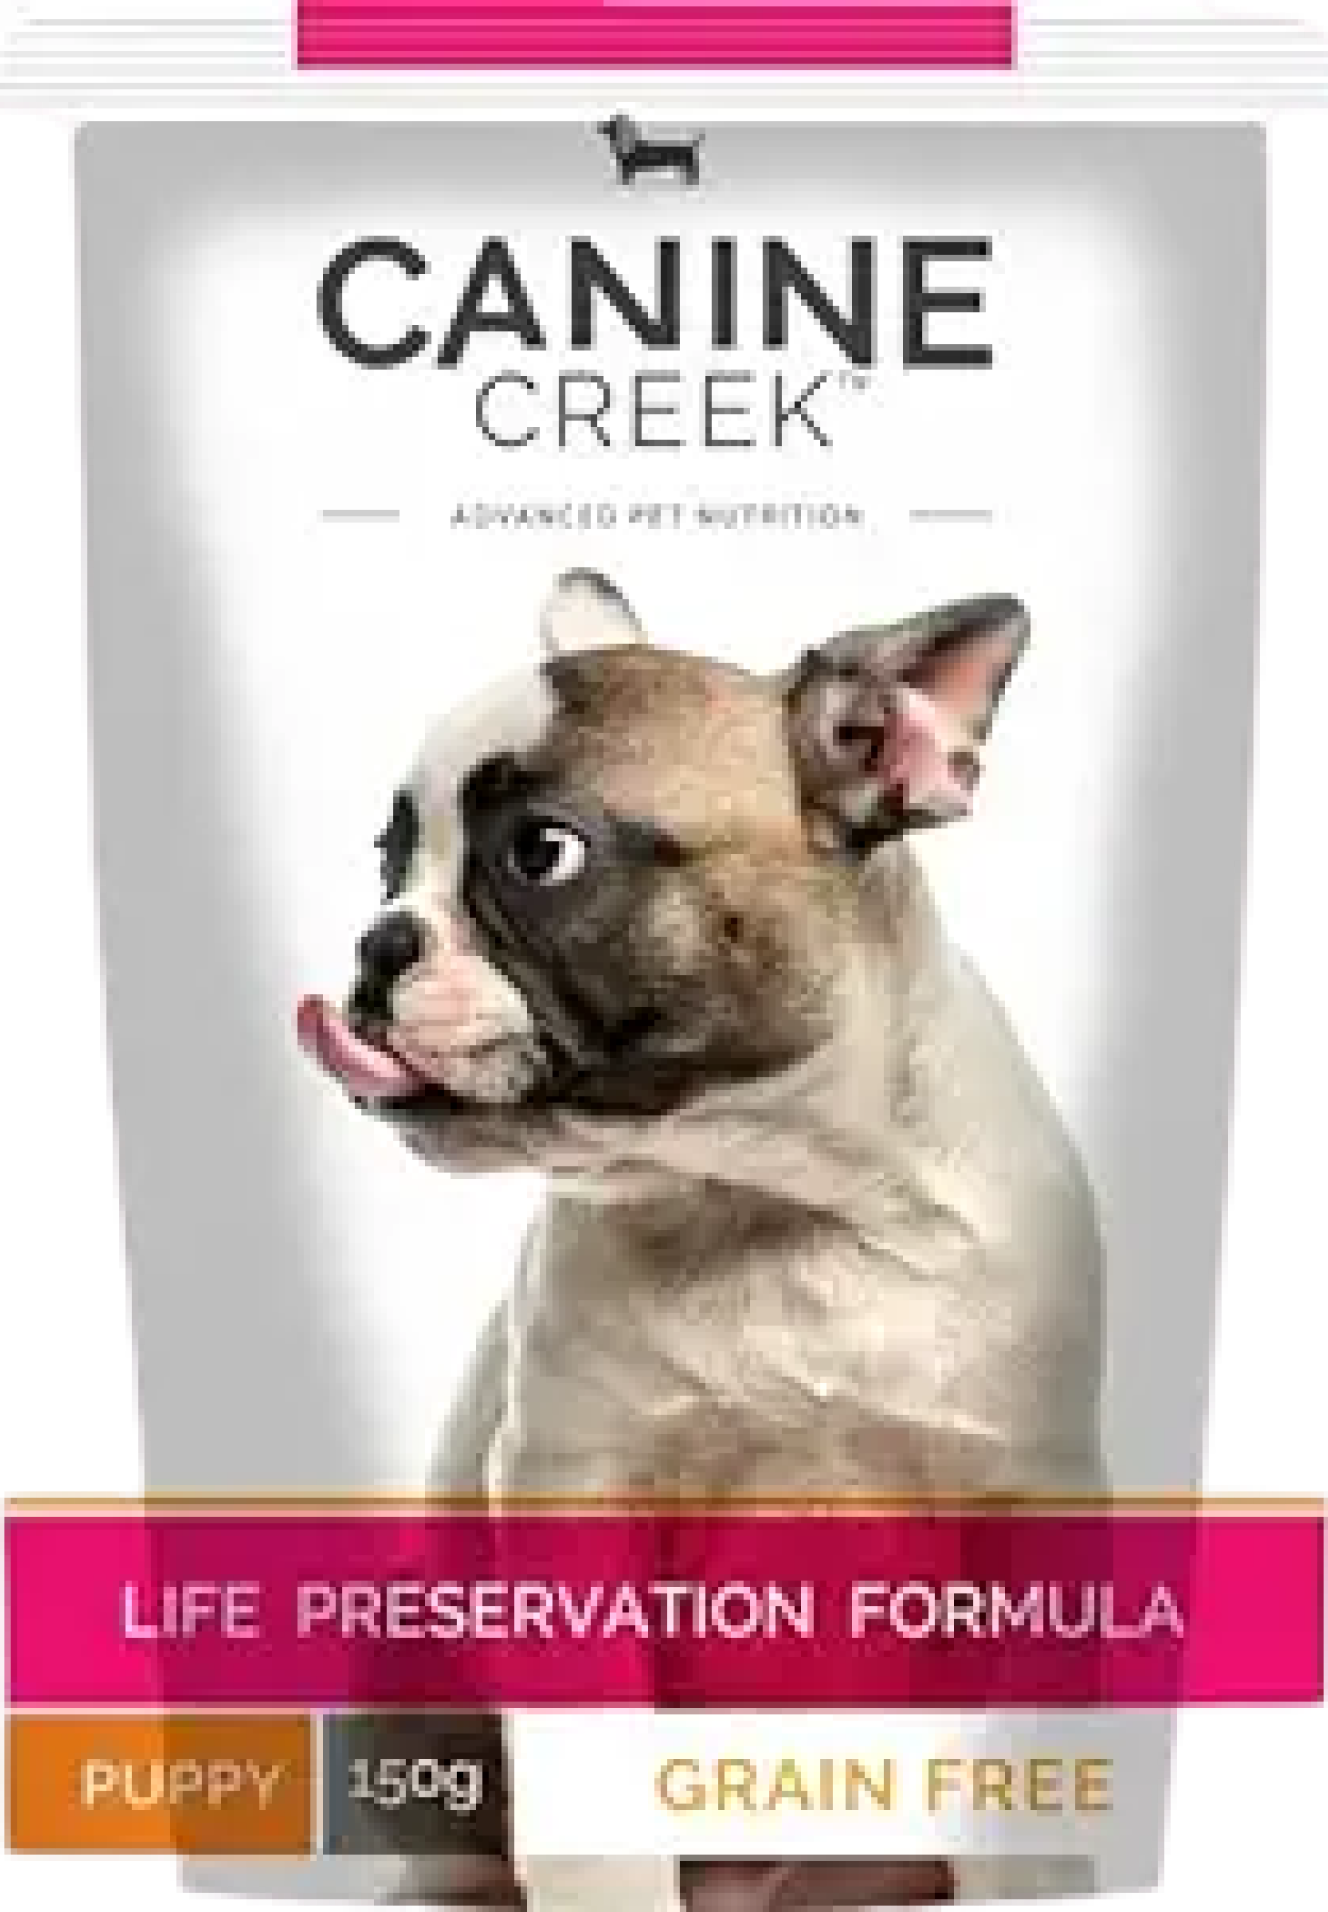 CANINE
CREEK™
ADVANCED PET NUTRITION
LIFE PRESERVATION FORMULA
PUPPY 150g GRAIN FREE